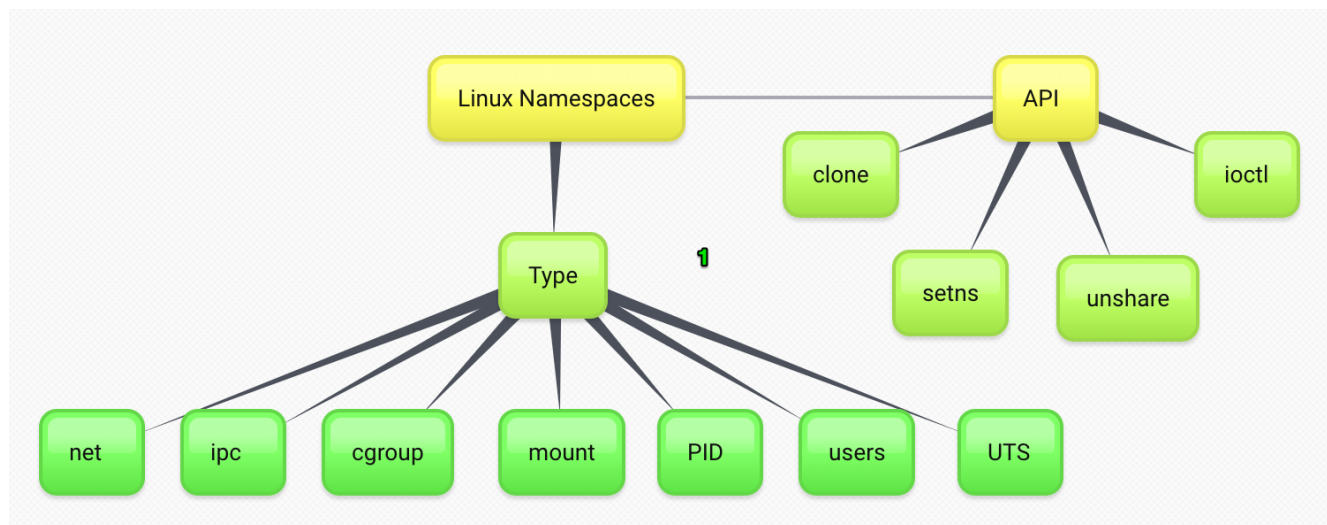 Linux Namespaces
API
clone
ioctl
setns
unshare
Type
1
net
ipc
cgroup
mount
PID
users
UTS